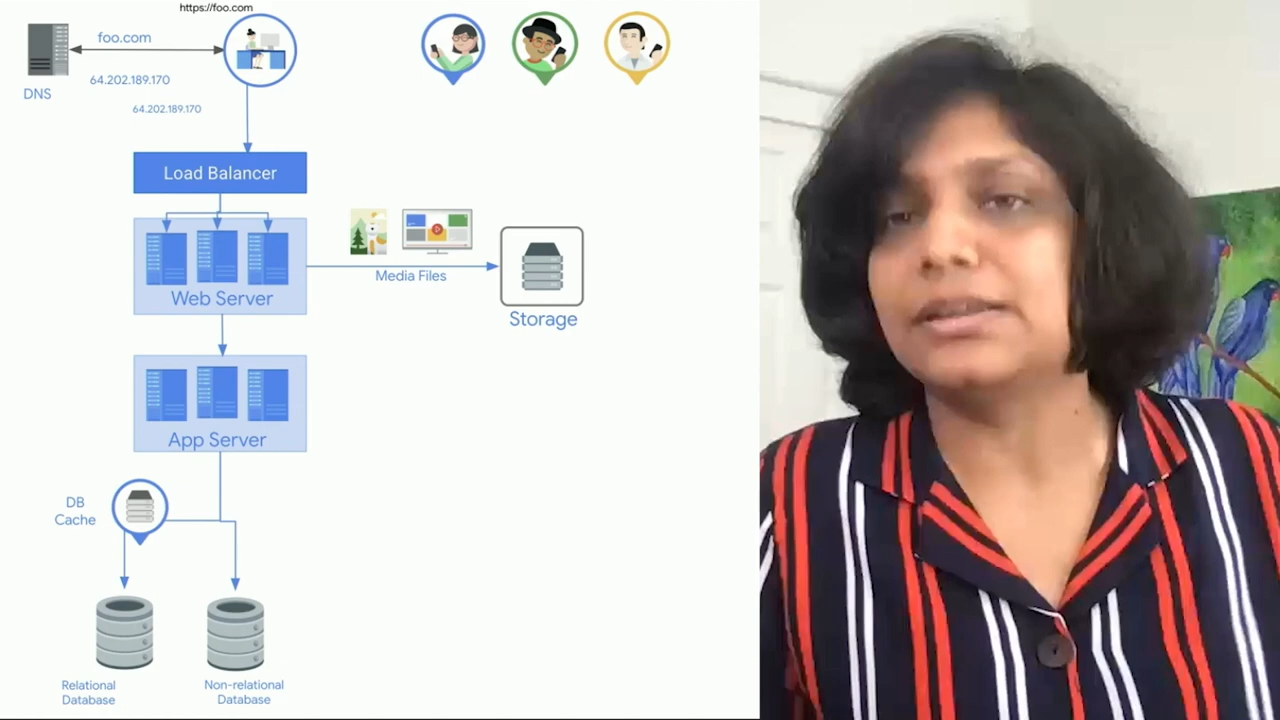 https://foo.com
foo.com
64.202.189.170
DNS
64.202.189.170
Load Balancer
Web Server
Media Files
Storage
App Server
DB
Cache
Relational
Database
Non-relational
Database